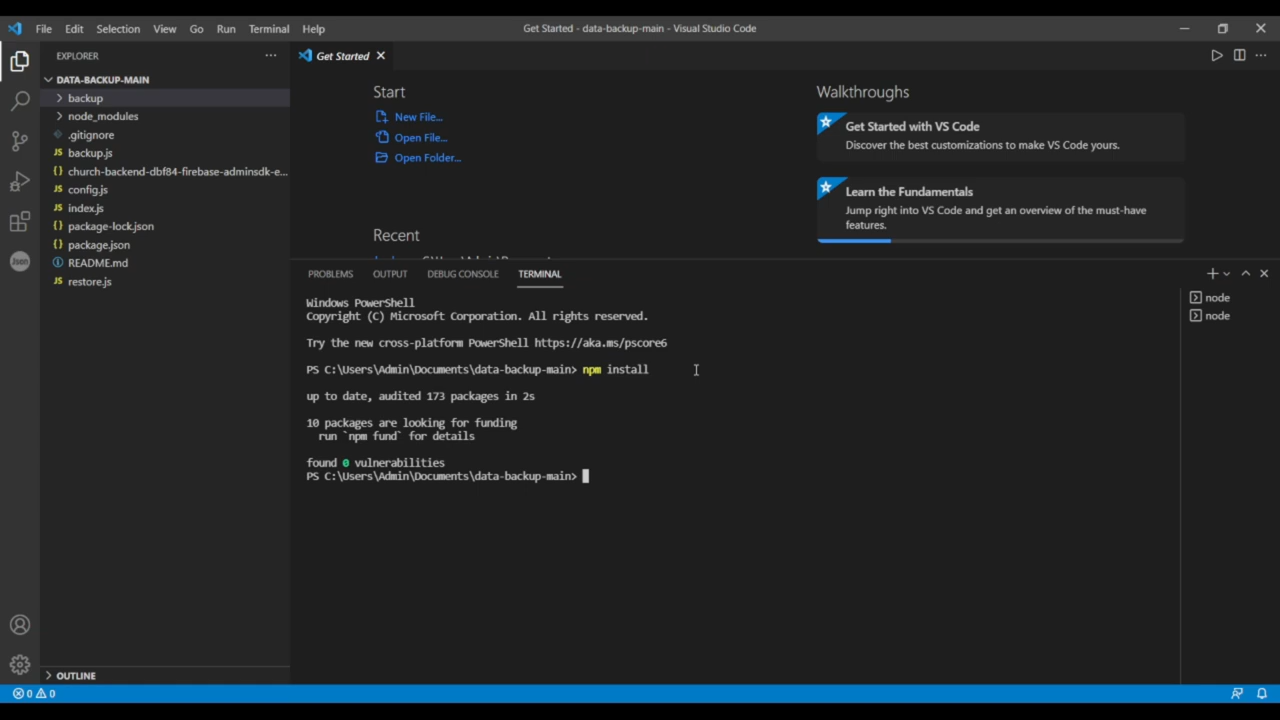 File Edit Selection View Go Run Terminal Help
Get Started - data-backup-main - Visual Studio Code
EXPLORER
DATA-BACKUP-MAIN
backup
node_modules
.gitignore
JS backup.js
{} church-backend-dbf84-firebase-adminsdk-e...
JS config.js
JS index.js
{} package-lock.json
{} package.json
README.md
JS restore.js
OUTLINE
Json
Get Started
Start
New File...
Open File...
Open Folder...
Recent
Walkthroughs
Get Started with VS Code
Discover the best customizations to make VS Code yours.
Learn the Fundamentals
Jump right into VS Code and get an overview of the must-have
features.
PROBLEMS OUTPUT DEBUG CONSOLE TERMINAL
Windows PowerShell
Copyright (C) Microsoft Corporation. All rights reserved.
Try the new cross-platform PowerShell https://aka.ms/pscore6
PS C:\Users\Admin\Documents\data-backup-main> npm install
up to date, audited 173 packages in 2s
10 packages are looking for funding
run `npm fund` for details
found 0 vulnerabilities
PS C:\Users\Admin\Documents\data-backup-main>
node
node
0 0